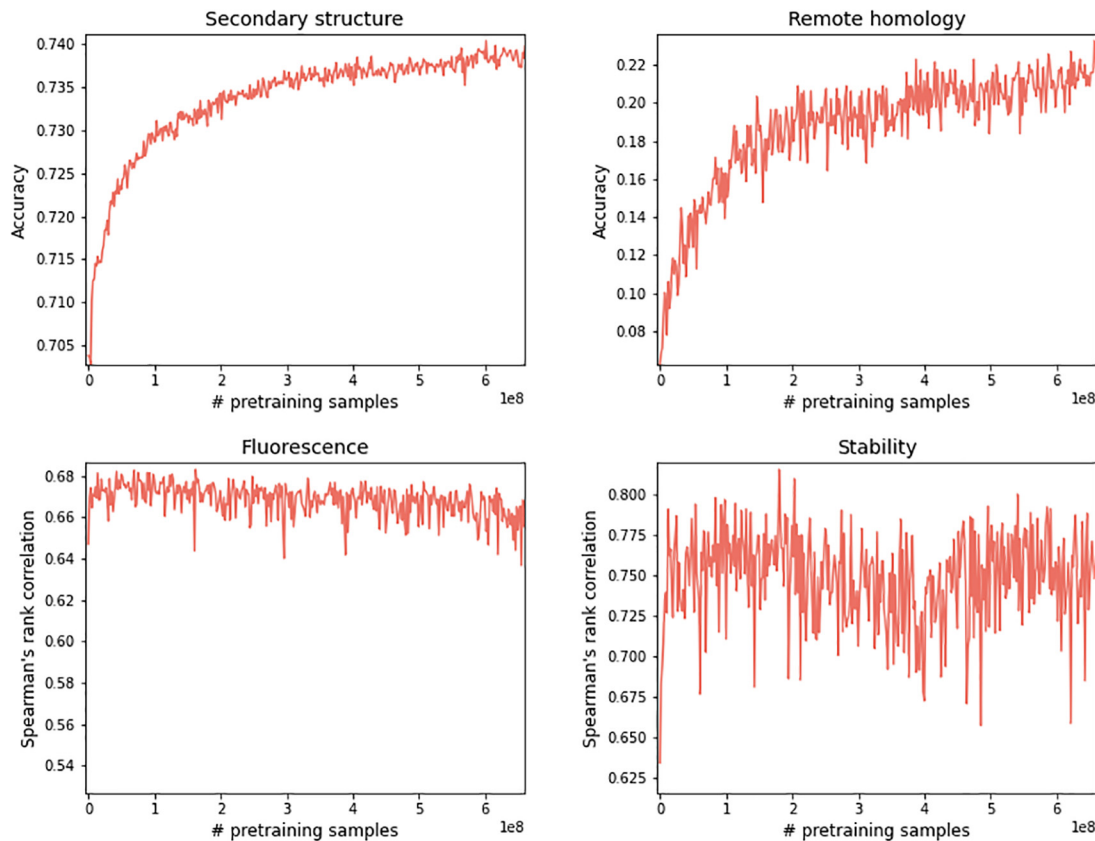 Secondary structure
Accuracy
0.740
0.735
0.730
0.725
0.720
0.715
0.710
0.705
0 1 2 3 4 5 6
1e8
# pretraining samples
Remote homology
Accuracy
0.22
0.20
0.18
0.16
0.14
0.12
0.10
0.08
0 1 2 3 4 5 6
1e8
# pretraining samples
Fluorescence
Spearman's rank correlation
0.68
0.66
0.64
0.62
0.60
0.58
0.56
0.54
0 1 2 3 4 5 6
1e8
# pretraining samples
Stability
Spearman's rank correlation
0.800
0.775
0.750
0.725
0.700
0.675
0.650
0.625
0 1 2 3 4 5 6
1e8
# pretraining samples